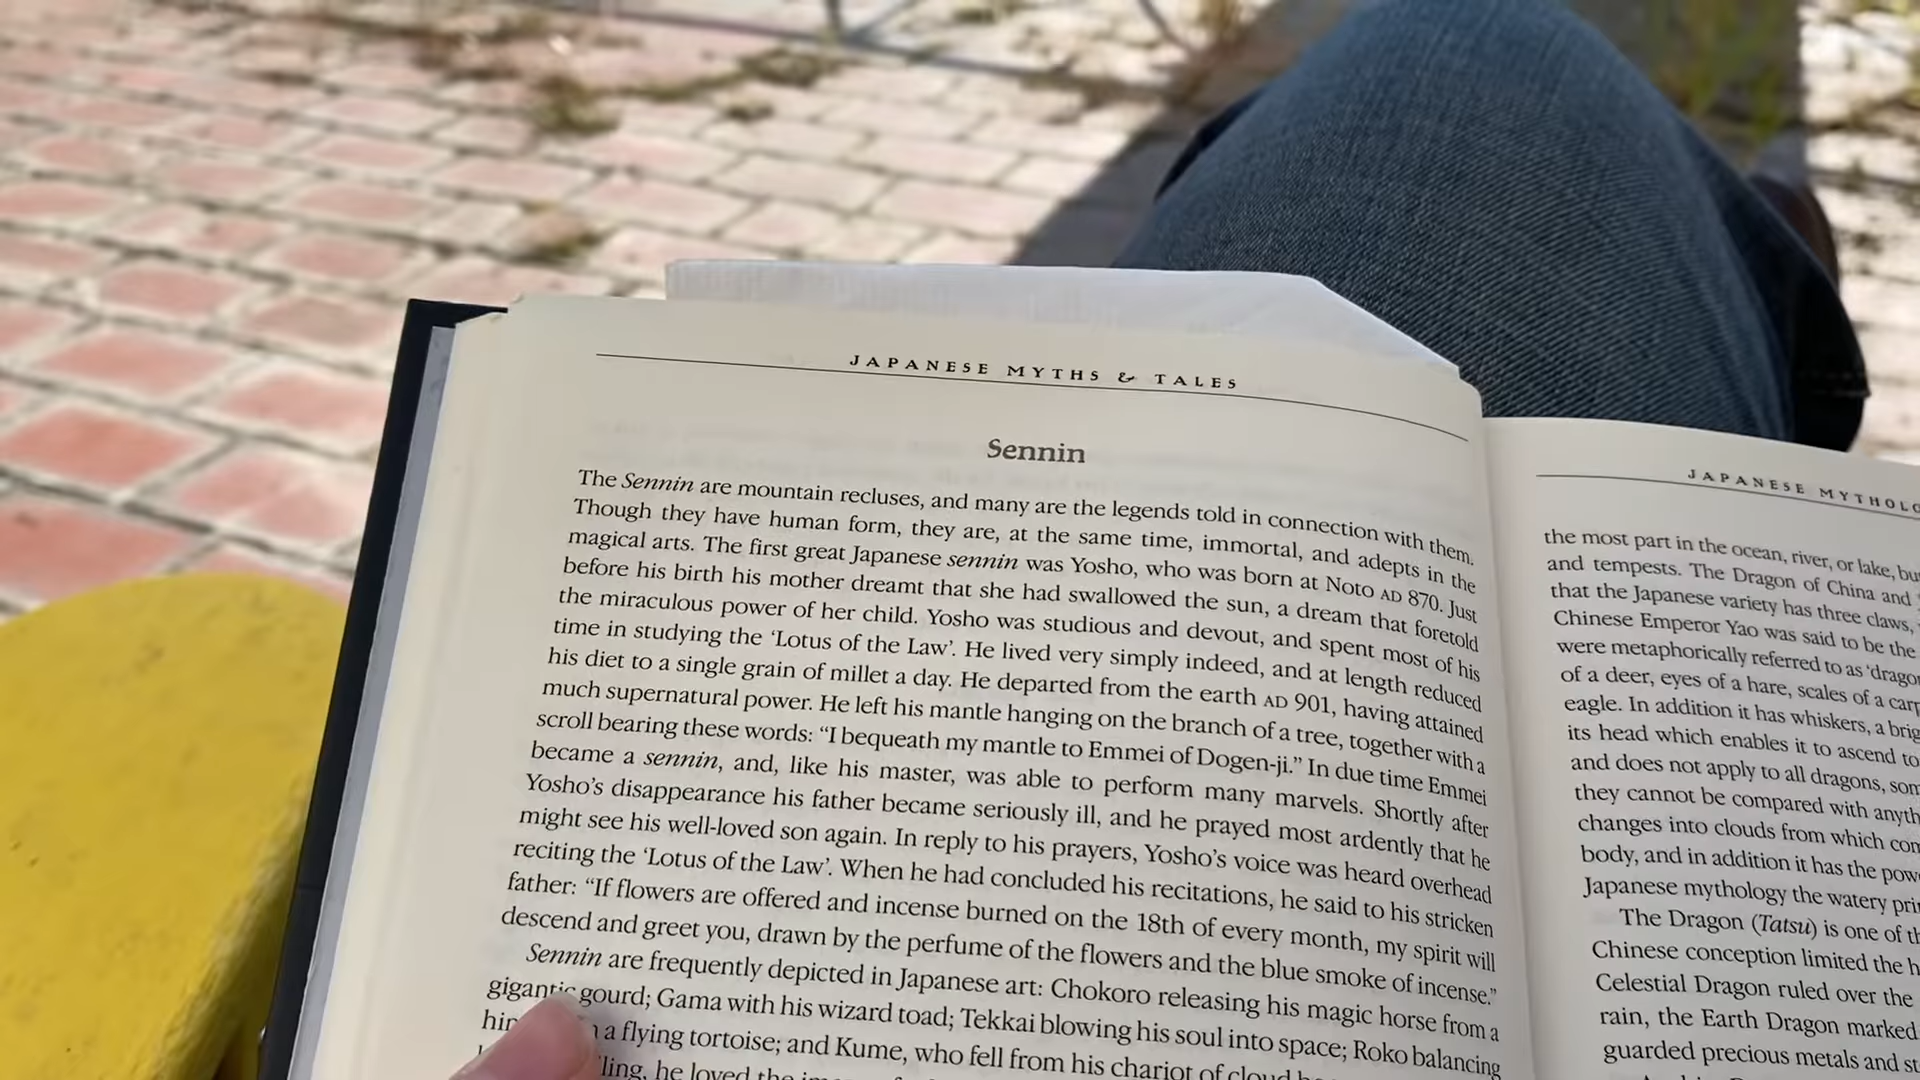 JAPANESE MYTHS & TALES
Sennin
The Sennin are mountain recluses, and many are the legends told in connection with them.
Though they have human form, they are, at the same time, immortal, and adepts in the
magical arts. The first great Japanese sennin was Yosho, who was born at Noto AD 870. Just
before his birth his mother dreamt that she had swallowed the sun, a dream that foretold
the miraculous power of her child. Yosho was studious and devout, and spent most of his
time in studying the ‘Lotus of the Law’. He lived very simply indeed, and at length reduced
his diet to a single grain of millet a day. He departed from the earth AD 901, having attained
much supernatural power. He left his mantle hanging on the branch of a tree, together with a
scroll bearing these words: “I bequeath my mantle to Emmei of Dogen-ji.” In due time Emmei
became a sennin, and, like his master, was able to perform many marvels. Shortly after
Yosho’s disappearance his father became seriously ill, and he prayed most ardently that he
might see his well-loved son again. In reply to his prayers, Yosho’s voice was heard overhead
reciting the ‘Lotus of the Law’. When he had concluded his recitations, he said to his stricken
father: “If flowers are offered and incense burned on the 18th of every month, my spirit will
descend and greet you, drawn by the perfume of the flowers and the blue smoke of incense.”
Sennin are frequently depicted in Japanese art: Chokoro releasing his magic horse from a
gigantic gourd; Gama with his wizard toad; Tekkai blowing his soul into space; Roko balancing
a flying tortoise; and Kume, who fell from his chariot of cloud
he loved the
JAPANESE
the most part in the ocean, river, or lake,
and tempests. The Dragon of China and
that the Japanese variety has three claws,
Chinese Emperor Yao was said to be the
were metaphorically referred to as
of a deer, eyes of a hare, scales of a
eagle. In addition it has whiskers, a
its head which enables it to ascend to
and does not apply to all dragons,
they cannot be compared with
changes into clouds from which
body, and in addition it has the
Japanese mythology the watery
The Dragon (Tatsu) is one of
Chinese conception limited the
Celestial Dragon ruled over the
rain, the Earth Dragon marked
guarded precious metals and